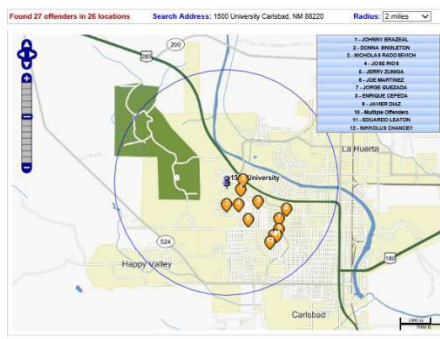 Found 27 offenders in 26 locations
Search Address: 1500 University Carlsbad, NM 88220
Radius: 2 miles
1 - JOHNNY BRAZEAL
2 - DONNA SINGLETON
3 - NICHOLAS RADOSEVICH
4 - JOSE RIOS
5 - JERRY ZUNIGA
6 - JOE MARTINEZ
7 - JORGE QUEZADA
8 - ENRIQUE CEPEDA
9 - JAVIER DIAZ
10 - Multiple Offenders
11 - EDUARDO LEATON
12 - NIKKOLUS CHANCEY
200
285
La Huerta
University
524
Happy Valley
180
Carlsbad